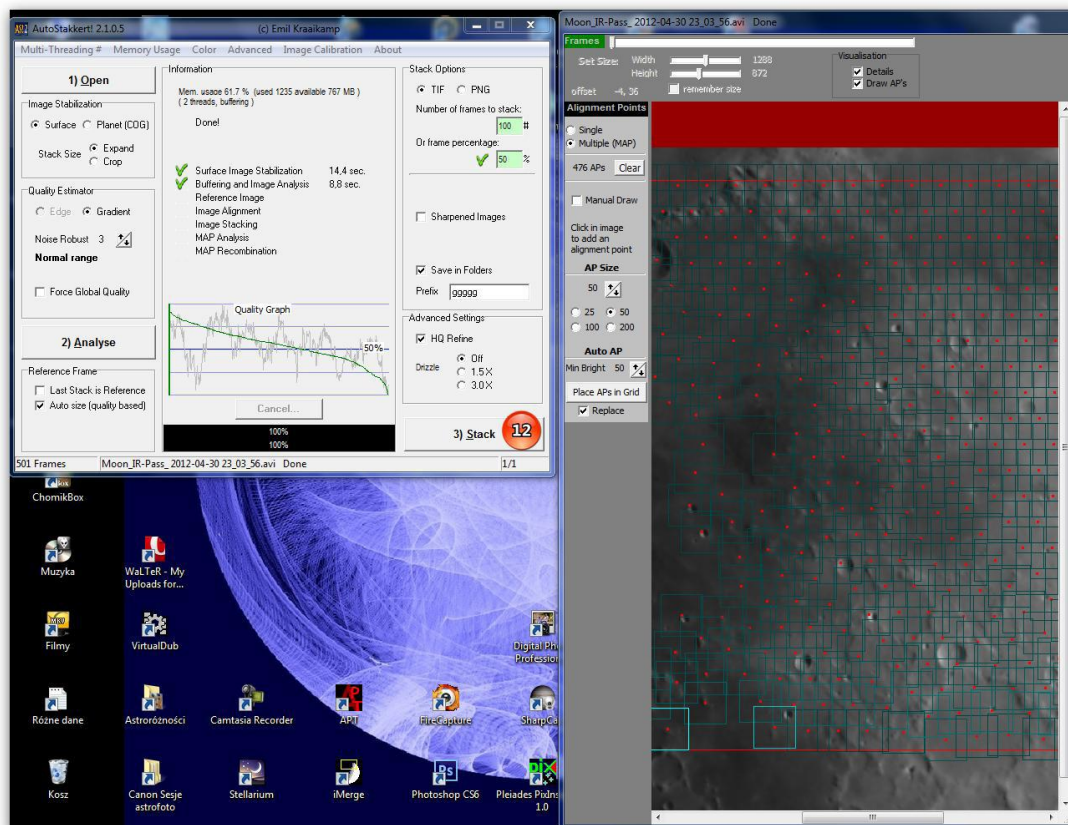 AutoStakkert! 2.1.0.5 (c) Emil Kraaikamp
Multi-Threading # Memory Usage Color Advanced Image Calibration About
1) Open
Image Stabilization
Surface Planet (COG)
Stack Size Expand
Crop
Quality Estimator
Edge Gradient
Noise Robust 3
Normal range
Force Global Quality
2) Analyse
Reference Frame
Last Stack is Reference
Auto size (quality based)
Information
Mem. usage 61.7 % (used 1235 available 767 MB )
( 2 threads, buffering )
Done!
Surface Image Stabilization 14,4 sec.
Buffering and Image Analysis 8,8 sec.
Reference Image
Image Alignment
Image Stacking
MAP Analysis
MAP Recombination
Quality Graph
50%
Cancel...
100%
100%
Stack Options
TIF PNG
Number of frames to stack:
100 #
Or frame percentage:
50 %
Sharpened Images
Save in Folders
Prefix ggggg
Advanced Settings
HQ Refine
Drizzle Off
1.5 X
3.0 X
3) Stack 12
501 Frames Moon_IR-Pass_ 2012-04-30 23_03_56.avi Done 1/1
Moon_IR-Pass_ 2012-04-30 23_03_56.avi Done
Frames
Set Size: Width 1288
Height 872
offset -4, 36 remember size
Visualisation
Details
Draw AP's
Alignment Points
Single
Multiple (MAP)
476 APs Clear
Manual Draw
Click in image
to add an
alignment point
AP Size
50
25 50
100 200
Auto AP
Min Bright 50
Place APs in Grid
Replace
ChomikBox
Muzyka
WaLTeR - My
Uploads for...
Filmy
VirtualDub
Digital Pho
Profession
Różne dane
Astroróżności
Camtasia Recorder
APT
FireCapture
SharpCa
Kosz
Canon Sesje
astrofoto
Stellarium
iMerge
Photoshop CS6
Pleiades PixIns
1.0